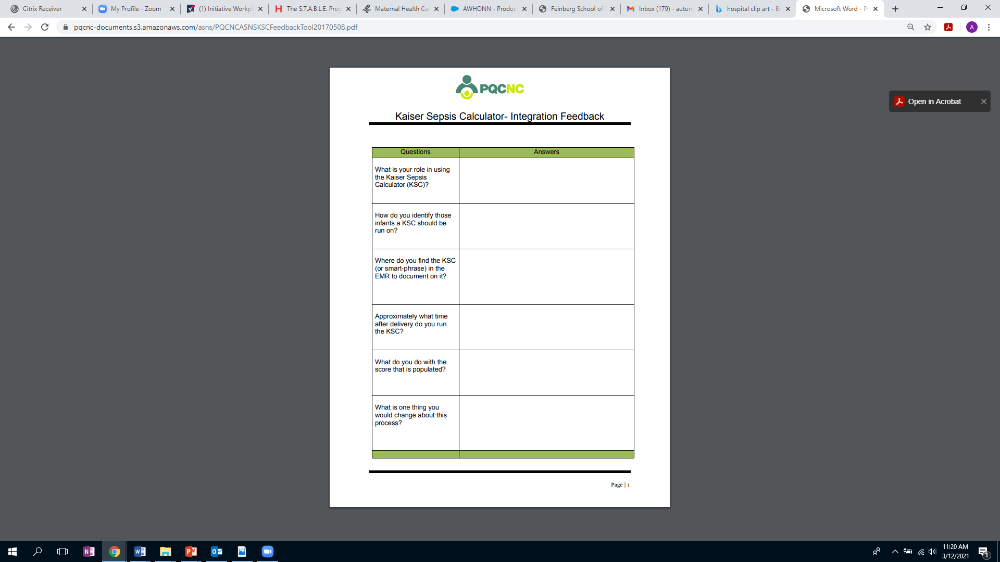 Citrix Receiver
My Profile - Zoom
(1) Initiative Workpl
The S.T.A.B.L.E. Prog
Maternal Health Ca
AWHONN - Produc
Feinberg School of
Inbox (179) - autum
hospital clip art - B
Microsoft Word - P
pqcnc-documents.s3.amazonaws.com/asns/PQCNCASNSKSCFeedbackTool20170508.pdf
A
Open in Acrobat
PQCNC
Kaiser Sepsis Calculator- Integration Feedback
Questions
Answers
What is your role in using
the Kaiser Sepsis
Calculator (KSC)?
How do you identify those
infants a KSC should be
run on?
Where do you find the KSC
(or smart-phrase) in the
EMR to document on it?
Approximately what time
after delivery do you run
the KSC?
What do you do with the
score that is populated?
What is one thing you
would change about this
process?
Page | 1
11:20 AM
3/12/2021
1